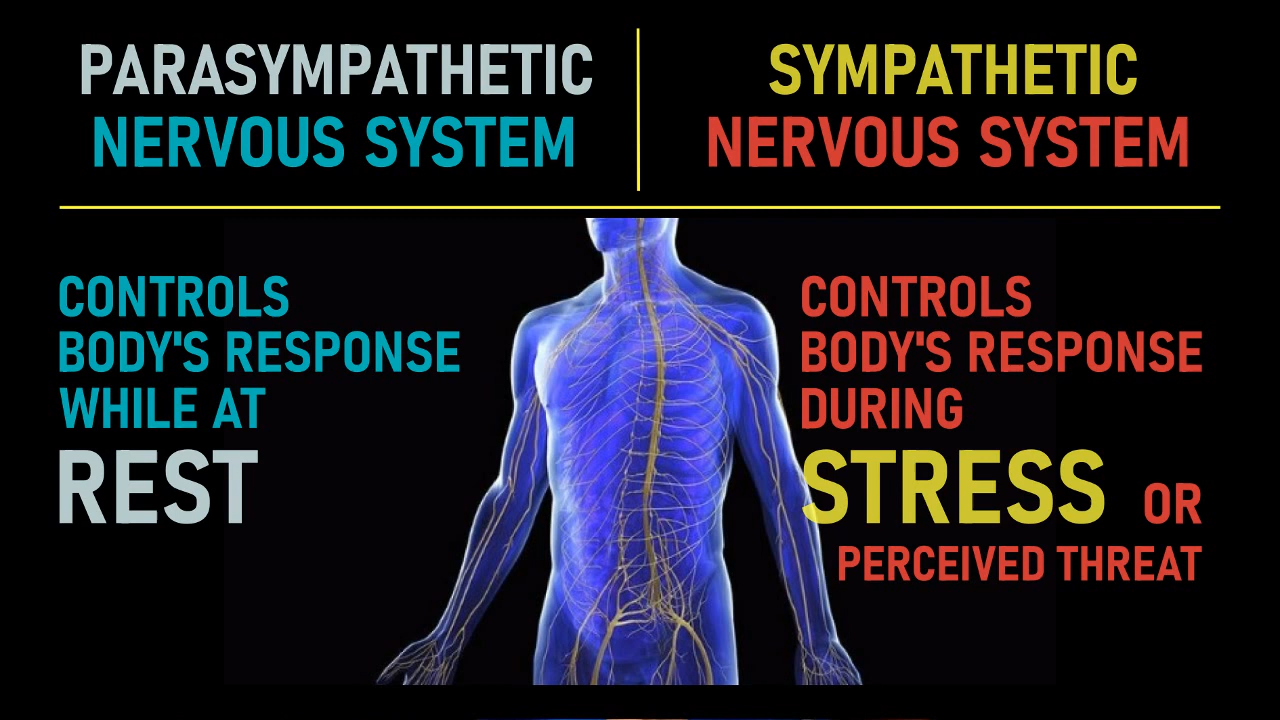 PARASYMPATHETIC
NERVOUS SYSTEM
SYMPATHETIC
NERVOUS SYSTEM
CONTROLS
BODY'S RESPONSE
WHILE AT
REST
CONTROLS
BODY'S RESPONSE
DURING
STRESS OR
PERCEIVED THREAT